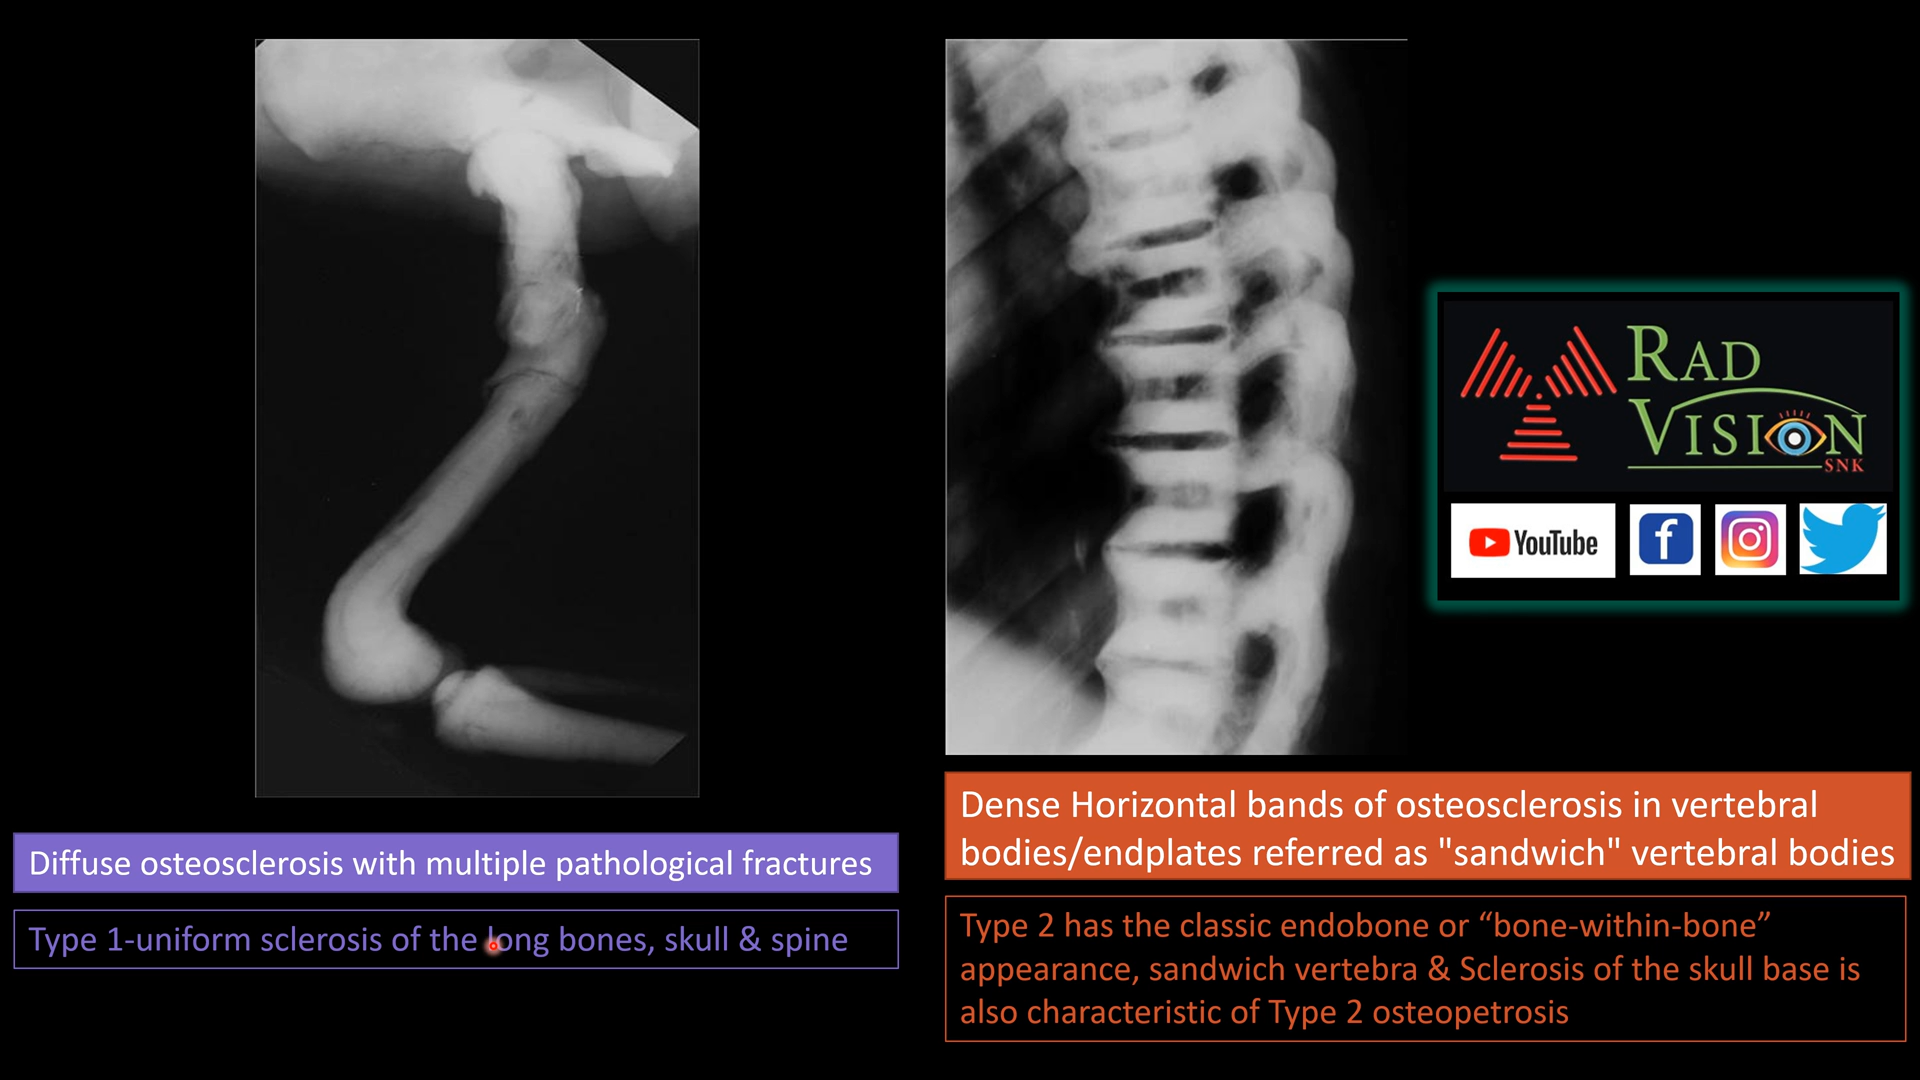 Diffuse osteosclerosis with multiple pathological fractures
Type 1-uniform sclerosis of the long bones, skull & spine
Dense Horizontal bands of osteosclerosis in vertebral
bodies/endplates referred as "sandwich" vertebral bodies
Type 2 has the classic endobone or “bone-within-bone”
appearance, sandwich vertebra & Sclerosis of the skull base is
also characteristic of Type 2 osteopetrosis
RAD
VISION
SNK
YouTube